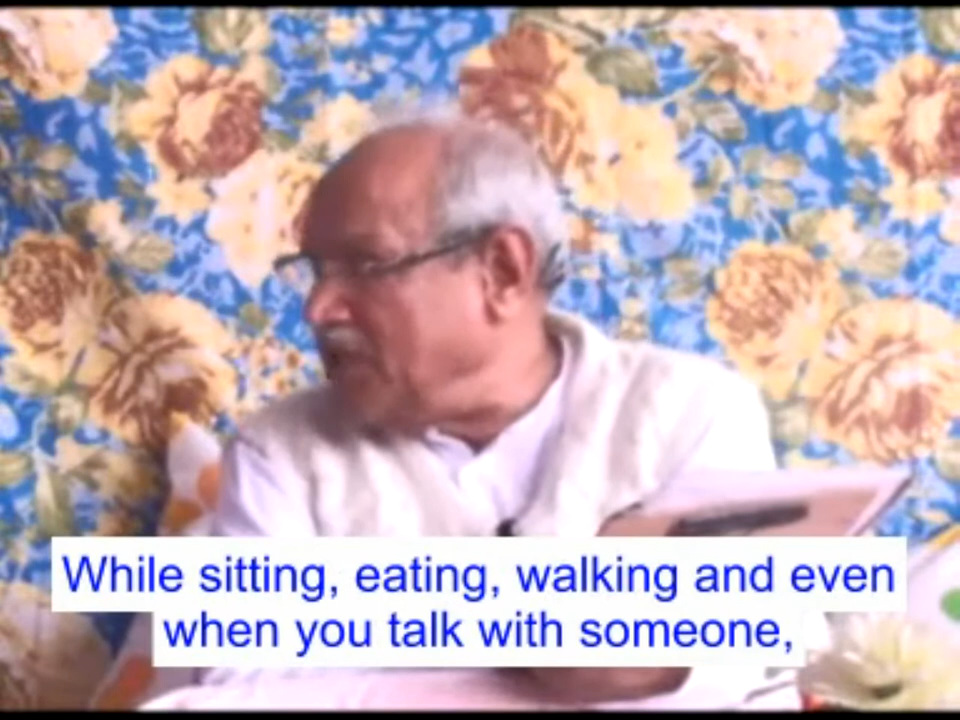 While sitting, eating, walking and even
when you talk with someone,